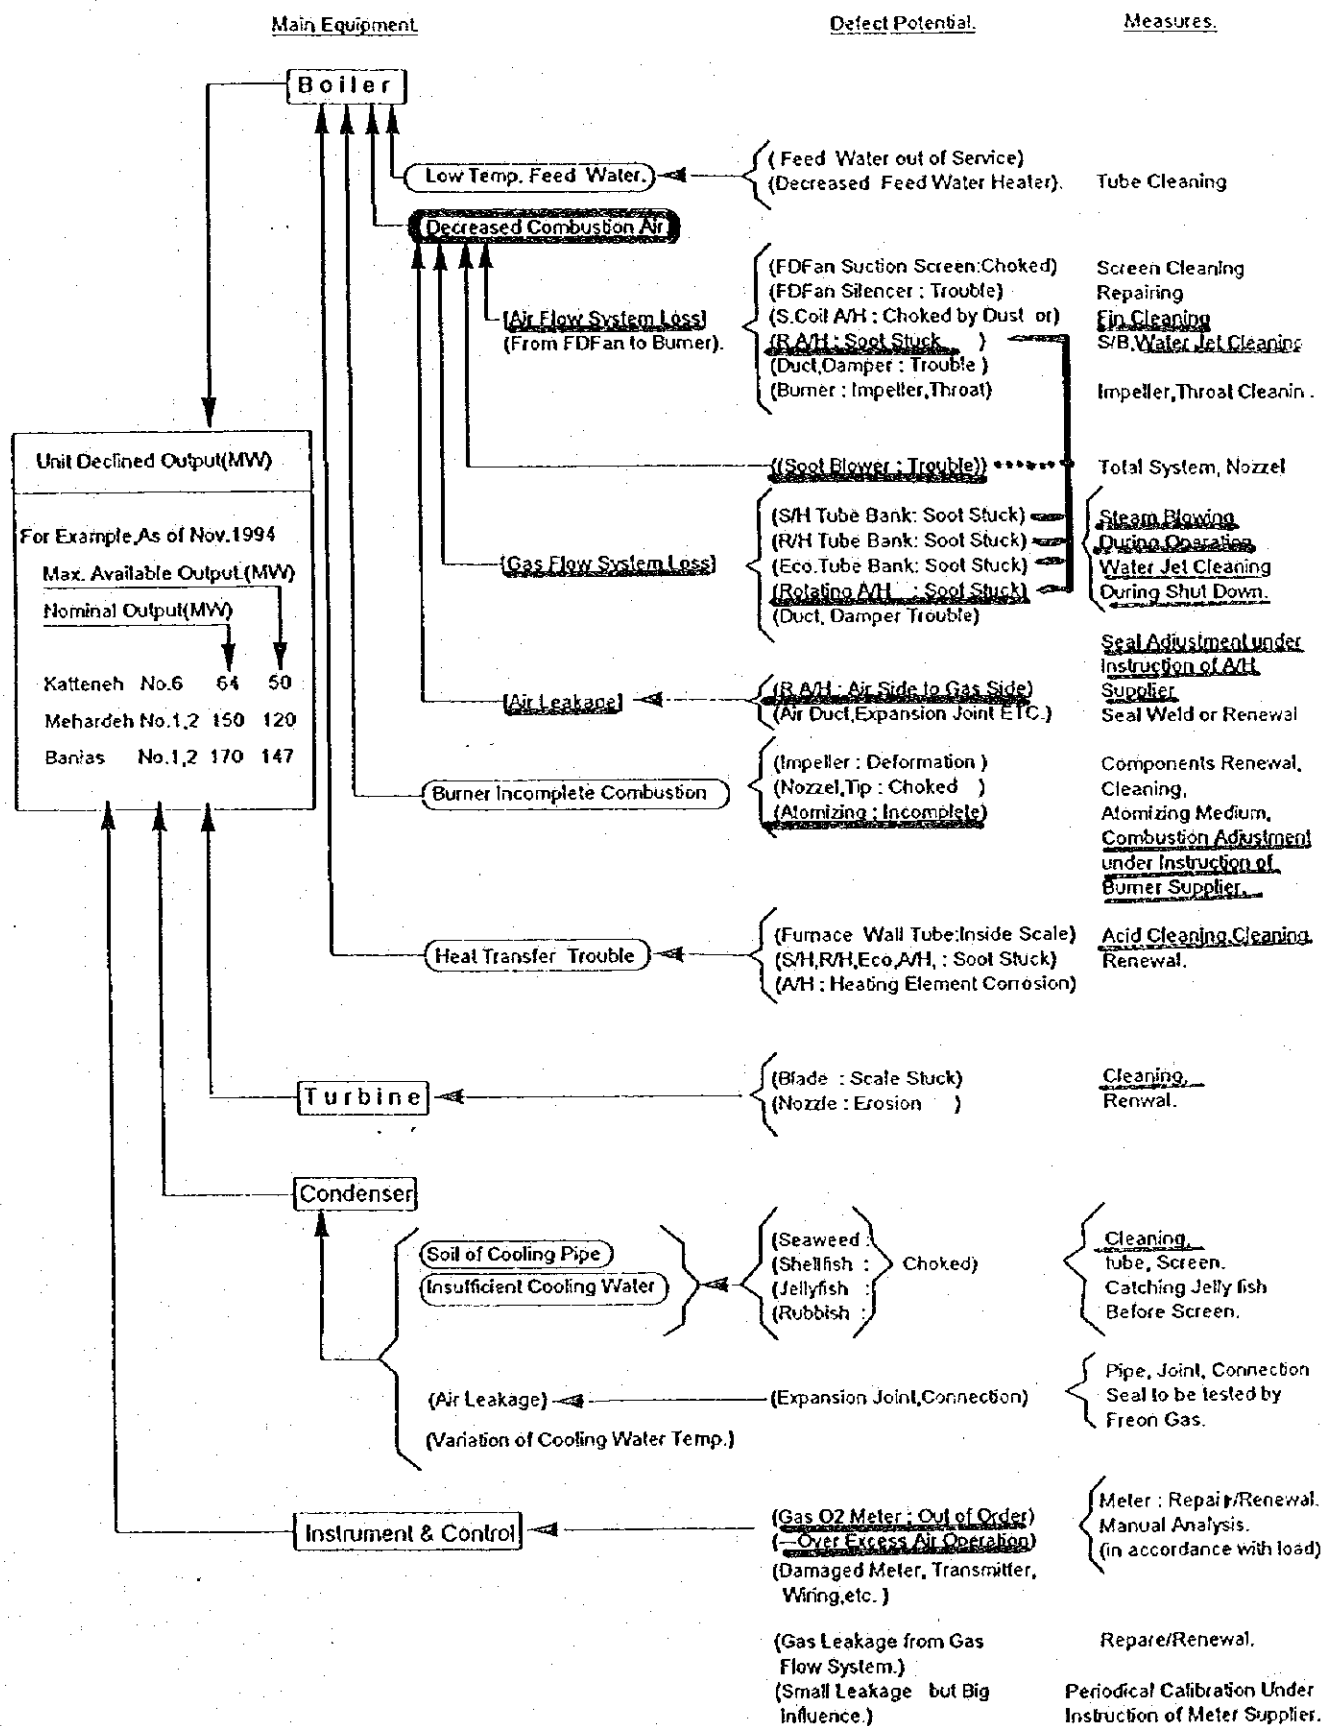 Main Equipment
Defect Potential.
Measures.
Boiler
( Feed Water out of Service)
Low Temp. Feed Water.
(Decreased Feed Water Heater).
Tube Cleaning
Decreased Combustion Air
(FDFan Suction Screen:Choked)
Screen Cleaning
(FDFan Silencer : Trouble)
Repairing
[Air Flow System Loss]
(S.Coil A/H : Choked by Dust or)
Fin Cleaning
(From FDFan to Burner).
(R.A/H : Soot Stuck )
S/B,Water Jet Cleaning
(Duct,Damper : Trouble )
(Burner : Impeller,Throat)
Impeller,Throat Cleanin .
Unit Declined Output(MW)
((Soot Blower : Trouble))
Total System, Nozzel
For Example,As of Nov.1994
Max. Available Output (MW)
Nominal Output(MW)
[Gas Flow System Loss]
(S/H Tube Bank: Soot Stuck)
(R/H Tube Bank: Soot Stuck)
(Eco.Tube Bank: Soot Stuck)
(Rotating A/H : Soot Stuck)
(Duct, Damper Trouble)
Steam Blowing
During Operation
Water Jet Cleaning
During Shut Down.
Katteneh No.6 64 50
Mehardeh No.1,2 150 120
Banias No.1,2 170 147
[Air Leakage]
(R.A/H : Air Side to Gas Side)
(Air Duct,Expansion Joint ETC.)
Seal Adjustment under
Instruction of A/H
Supplier
Seal Weld or Renewal
Burner Incomplete Combustion
(Impeller : Deformation )
(Nozzel,Tip : Choked )
(Atomizing : Incomplete)
Components Renewal,
Cleaning,
Atomizing Medium,
Combustion Adjustment
under Instruction of
Burner Supplier.
Heat Transfer Trouble
(Furnace Wall Tube:Inside Scale)
(S/H,R/H,Eco,A/H, : Soot Stuck)
(A/H : Heating Element Corrosion)
Acid Cleaning,Cleaning,
Renewal.
Turbine
(Blade : Scale Stuck)
(Nozzle : Erosion )
Cleaning,
Renwal.
Condenser
Soil of Cooling Pipe
Insufficient Cooling Water
(Seaweed :
(Shellfish :
(Jellyfish :
(Rubbish :
Choked)
Cleaning,
tube, Screen.
Catching Jelly fish
Before Screen.
(Air Leakage)
(Expansion Joint,Connection)
Pipe, Joint, Connection
Seal to be tested by
Freon Gas.
(Variation of Cooling Water Temp.)
Instrument & Control
(Gas O2 Meter : Out of Order)
(—Over Excess Air Operation)
(Damaged Meter, Transmitter,
Wiring,etc. )
Meter : Repair/Renewal.
Manual Analysis.
(in accordance with load)
(Gas Leakage from Gas
Flow System.)
Repare/Renewal.
(Small Leakage but Big
Influence.)
Periodical Calibration Under
Instruction of Meter Supplier.